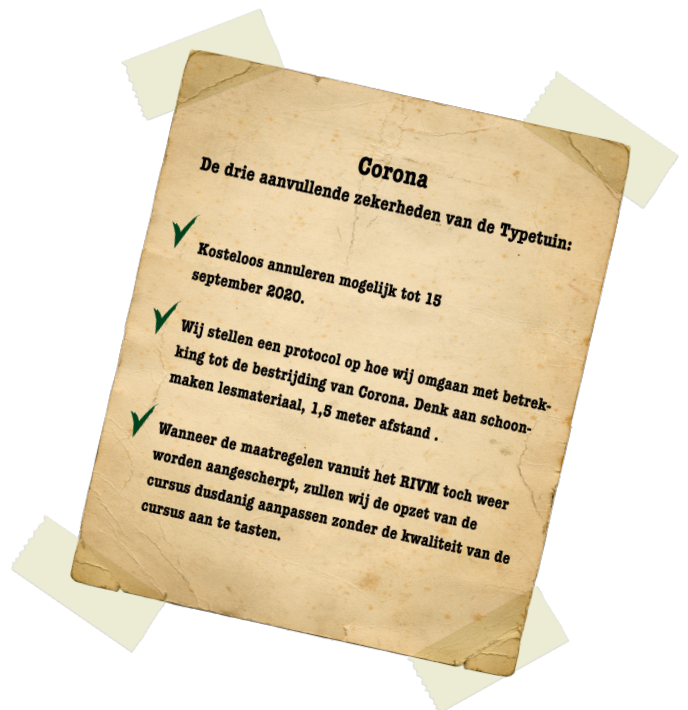 Corona
De drie aanvullende zekerheden van de Typetuin:
Kosteloos annuleren mogelijk tot 15
september 2020.
Wij stellen een protocol op hoe wij omgaan met betrek-
king tot de bestrijding van Corona. Denk aan schoon-
maken lesmateriaal, 1,5 meter afstand .
Wanneer de maatregelen vanuit het RIVM toch weer
worden aangescherpt, zullen wij de opzet van de
cursus dusdanig aanpassen zonder de kwaliteit van de
cursus aan te tasten.